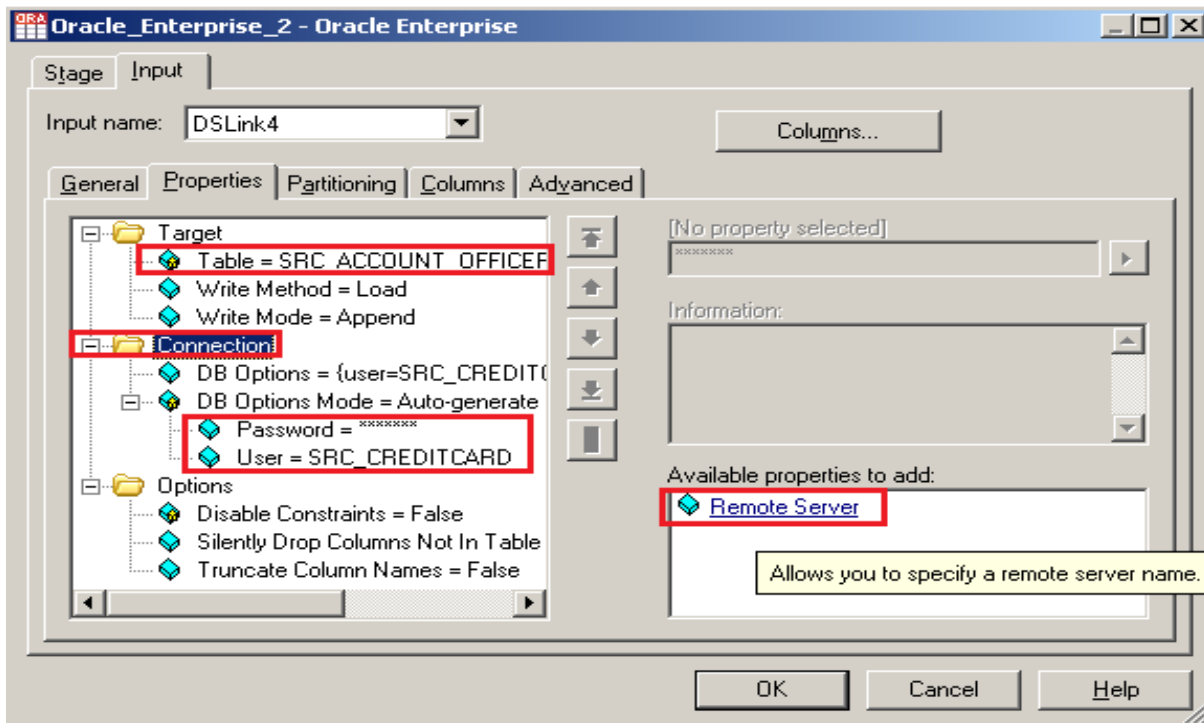 ORA
Oracle_Enterprise_2 - Oracle Enterprise
Stage Input
Input name: DSLink4 Columns...
General Properties Partitioning Columns Advanced
Target
Table = SRC_ACCOUNT_OFFICER
Write Method = Load
Write Mode = Append
Connection
DB Options = {user=SRC_CREDITC
DB Options Mode = Auto-generate
Password = *******
User = SRC_CREDITCARD
Options
Disable Constraints = False
Silently Drop Columns Not In Table
Truncate Column Names = False
[No property selected]
*******
Information:
Available properties to add:
Remote Server
Allows you to specify a remote server name.
OK Cancel Help